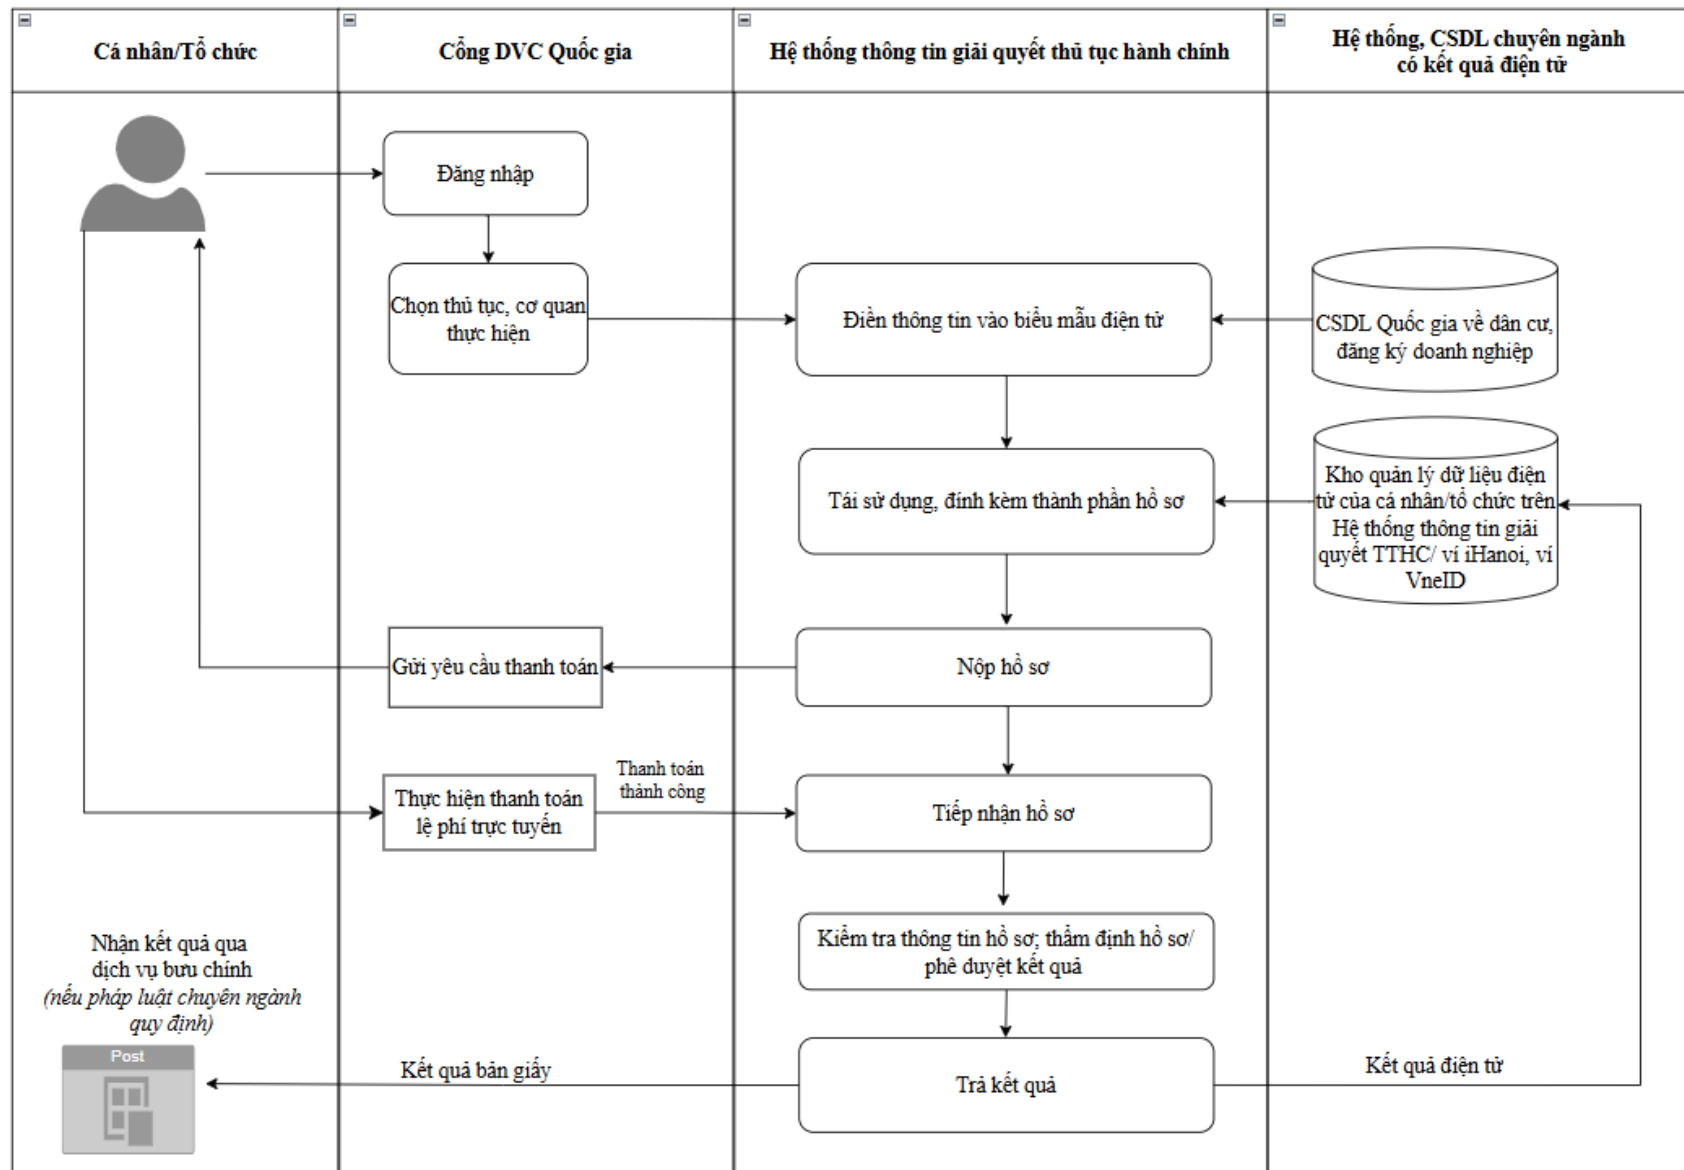 Cá nhân/Tổ chức
Cổng DVC Quốc gia
Hệ thống thông tin giải quyết thủ tục hành chính
Hệ thống, CSDL chuyên ngành
có kết quả điện tử
Đăng nhập
Chọn thủ tục, cơ quan
thực hiện
Điền thông tin vào biểu mẫu điện tử
CSDL Quốc gia về dân cư,
đăng ký doanh nghiệp
Tái sử dụng, đính kèm thành phần hồ sơ
Kho quản lý dữ liệu điện
tử của cá nhân/tổ chức trên
Hệ thống thông tin giải
quyết TTHC/ ví iHanoi, ví
VneID
Gửi yêu cầu thanh toán
Nộp hồ sơ
Thực hiện thanh toán
lệ phí trực tuyến
Thanh toán
thành công
Tiếp nhận hồ sơ
Kiểm tra thông tin hồ sơ; thẩm định hồ sơ/
phê duyệt kết quả
Nhận kết quả qua
dịch vụ bưu chính
(nếu pháp luật chuyên ngành
quy định)
Post
Kết quả bản giấy
Trả kết quả
Kết quả điện tử